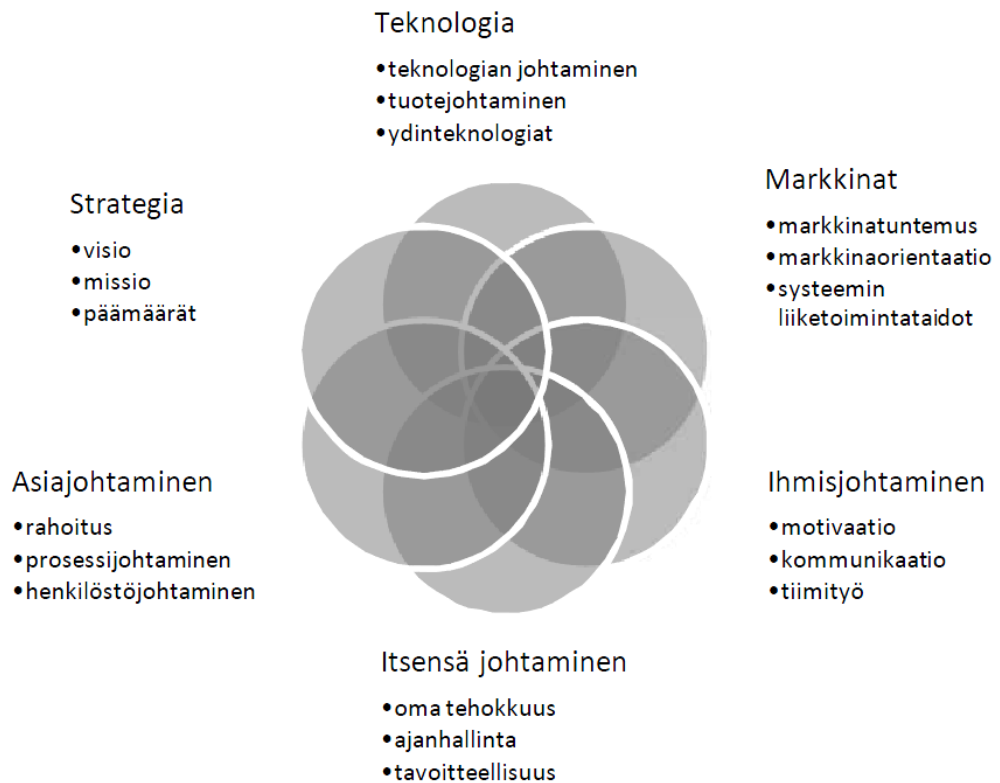 Teknologia
•teknologian johtaminen
•tuotejohtaminen
•ydinteknologiat
Markkinat
•markkinatuntemus
•markkinaorientaatio
•systeemin
liiketoimintataidot
Strategia
•visio
•missio
•päämäärät
Asiajohtaminen
•rahoitus
•prosessijohtaminen
•henkilöstöjohtaminen
Ihmisjohtaminen
•motivaatio
•kommunikaatio
•tiimityö
Itsensä johtaminen
•oma tehokkuus
•ajanhallinta
•tavoitteellisuus